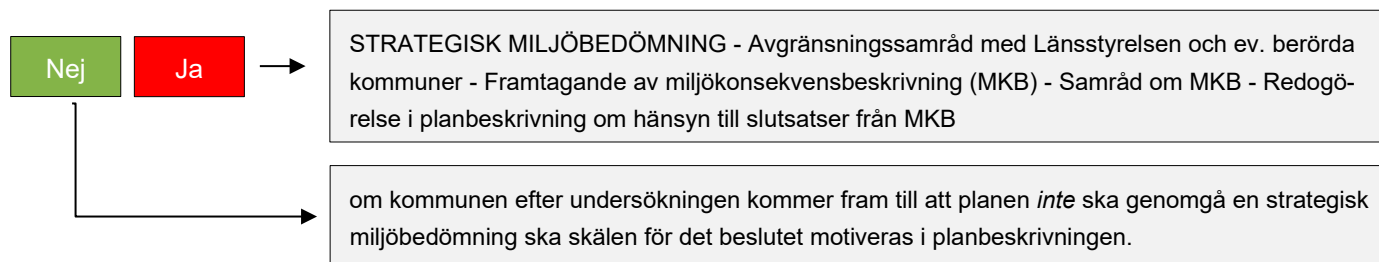 Nej Ja
STRATEGISK MILJÖBEDÖMNING - Avgränsningssamråd med Länsstyrelsen och ev. berörda
kommuner - Framtagande av miljökonsekvensbeskrivning (MKB) - Samråd om MKB - Redogö-
relse i planbeskrivning om hänsyn till slutsatser från MKB
om kommunen efter undersökningen kommer fram till att planen inte ska genomgå en strategisk
miljöbedömning ska skälen för det beslutet motiveras i planbeskrivningen.